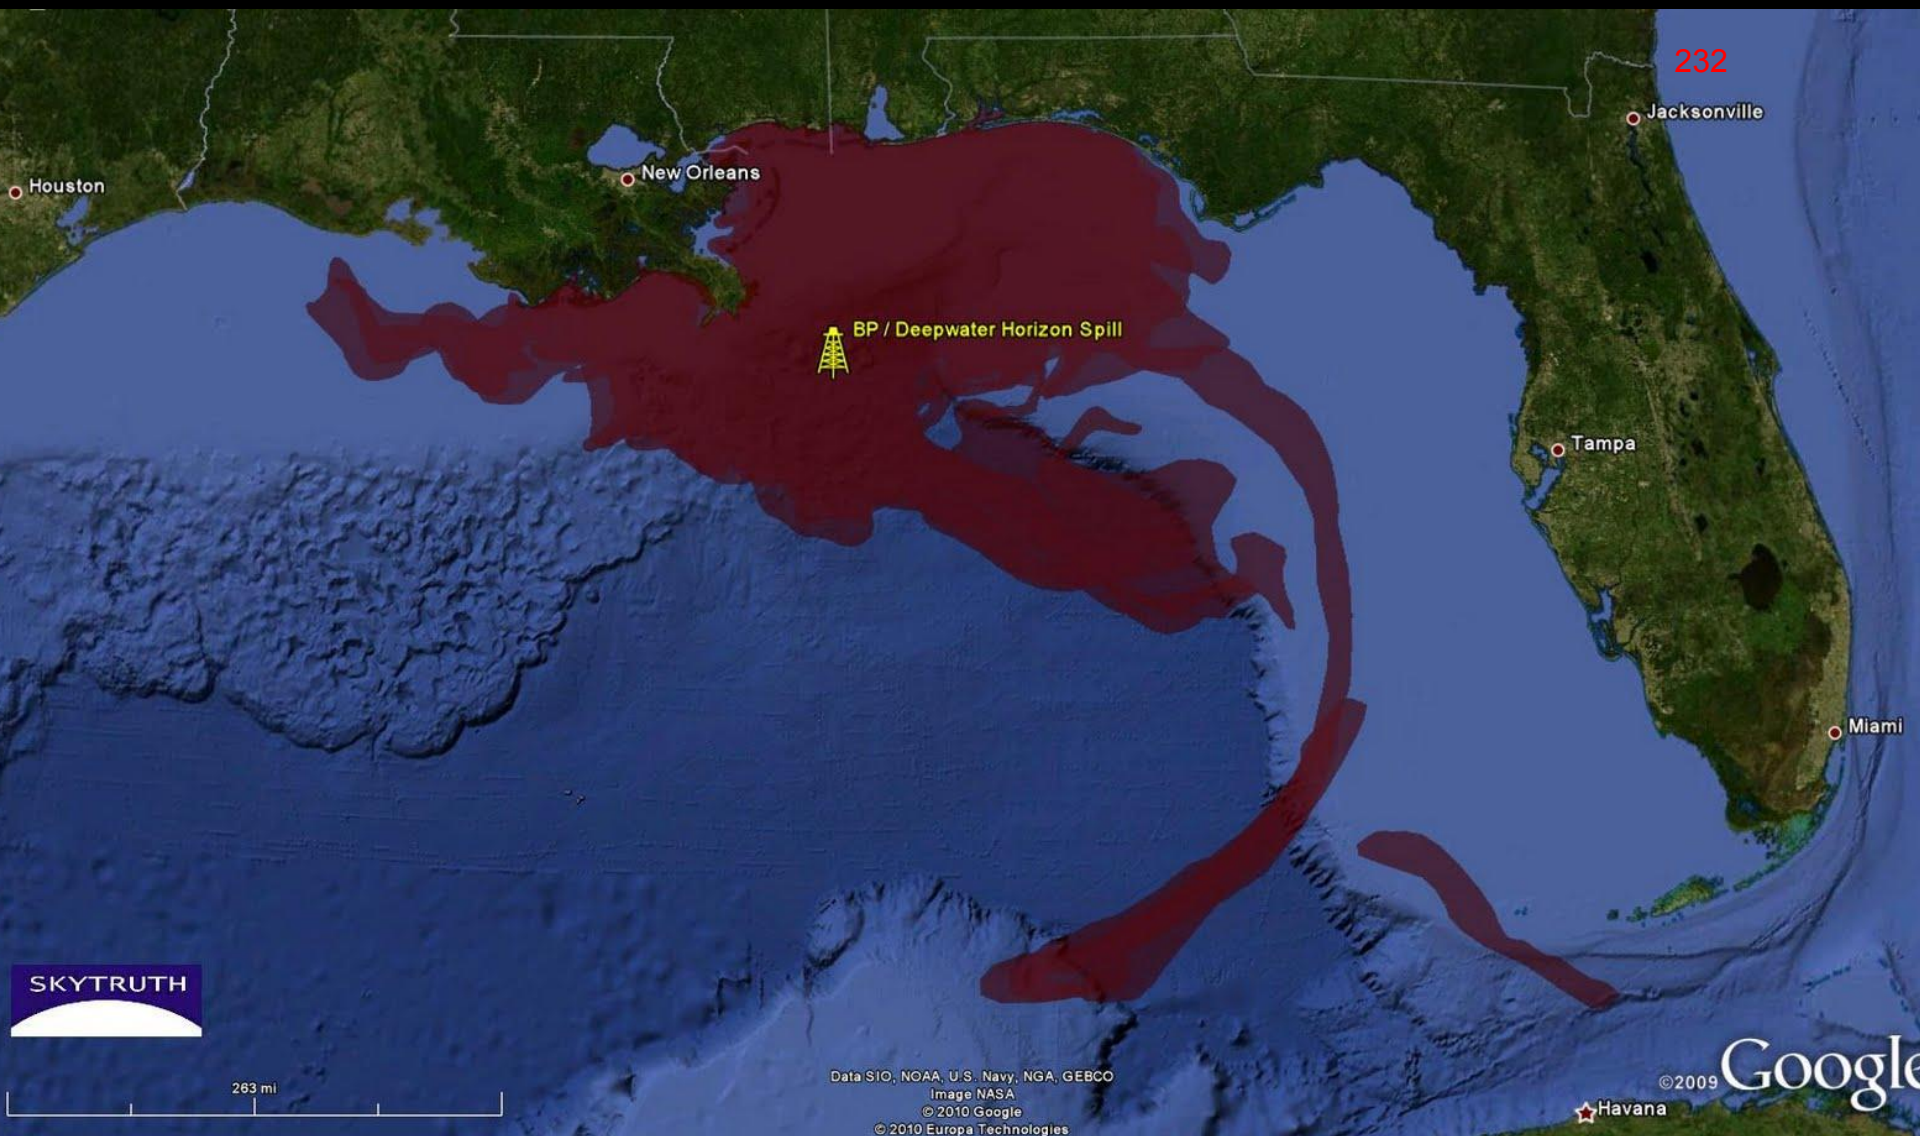 232
Jacksonville
New Orleans
Houston
BP / Deepwater Horizon Spill
Tampa
Miami
SKYTRUTH
263 mi
Data SIO, NOAA, U.S. Navy, NGA, GEBCO
Image NASA
© 2010 Google
© 2010 Europa Technologies
©2009 Google
Havana